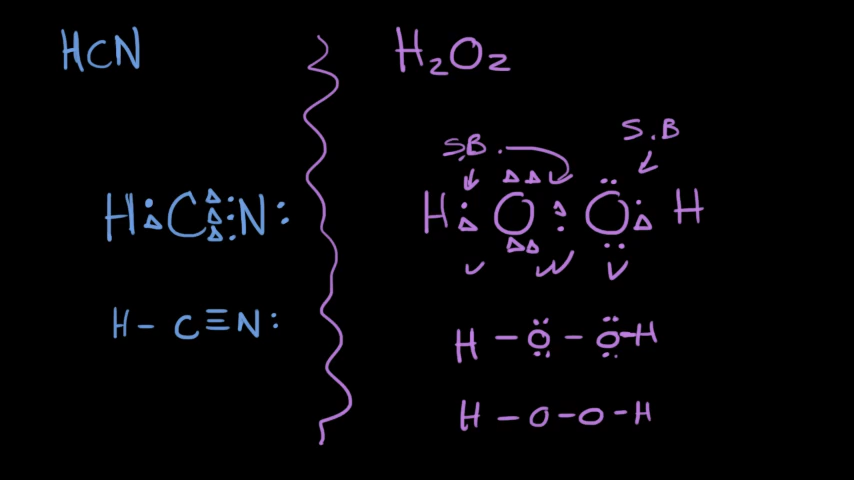 HCN
H:C:::N:
H - C≡N:
H₂O₂
S.B.
S.B
H : O : O : H
H - Ö - Ö - H
H - O - O - H